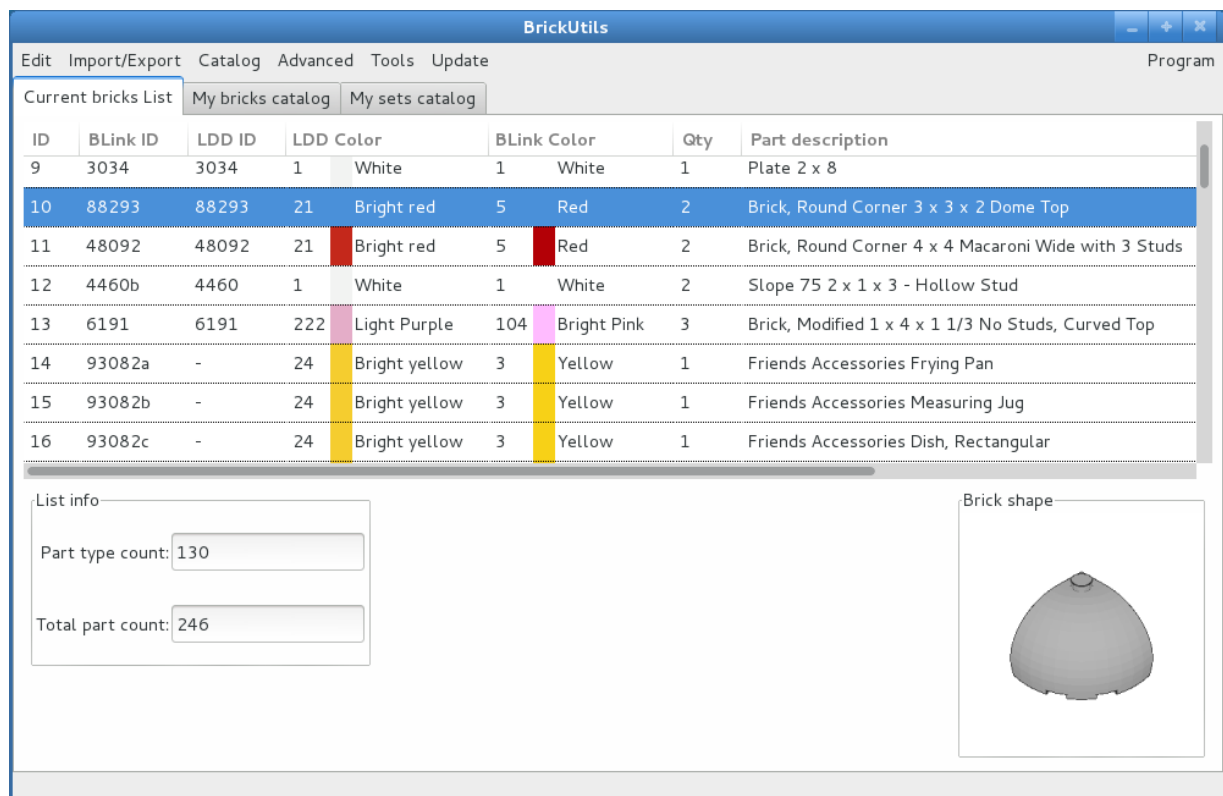 BrickUtils
Edit Import/Export Catalog Advanced Tools Update Program
Current bricks List My bricks catalog My sets catalog
ID BLink ID LDD ID LDD Color BLink Color Qty Part description
9 3034 3034 1 White 1 White 1 Plate 2 x 8
10 88293 88293 21 Bright red 5 Red 2 Brick, Round Corner 3 x 3 x 2 Dome Top
11 48092 48092 21 Bright red 5 Red 2 Brick, Round Corner 4 x 4 Macaroni Wide with 3 Studs
12 4460b 4460 1 White 1 White 2 Slope 75 2 x 1 x 3 - Hollow Stud
13 6191 6191 222 Light Purple 104 Bright Pink 3 Brick, Modified 1 x 4 x 1 1/3 No Studs, Curved Top
14 93082a - 24 Bright yellow 3 Yellow 1 Friends Accessories Frying Pan
15 93082b - 24 Bright yellow 3 Yellow 1 Friends Accessories Measuring Jug
16 93082c - 24 Bright yellow 3 Yellow 1 Friends Accessories Dish, Rectangular
List info
Part type count: 130
Total part count: 246
Brick shape